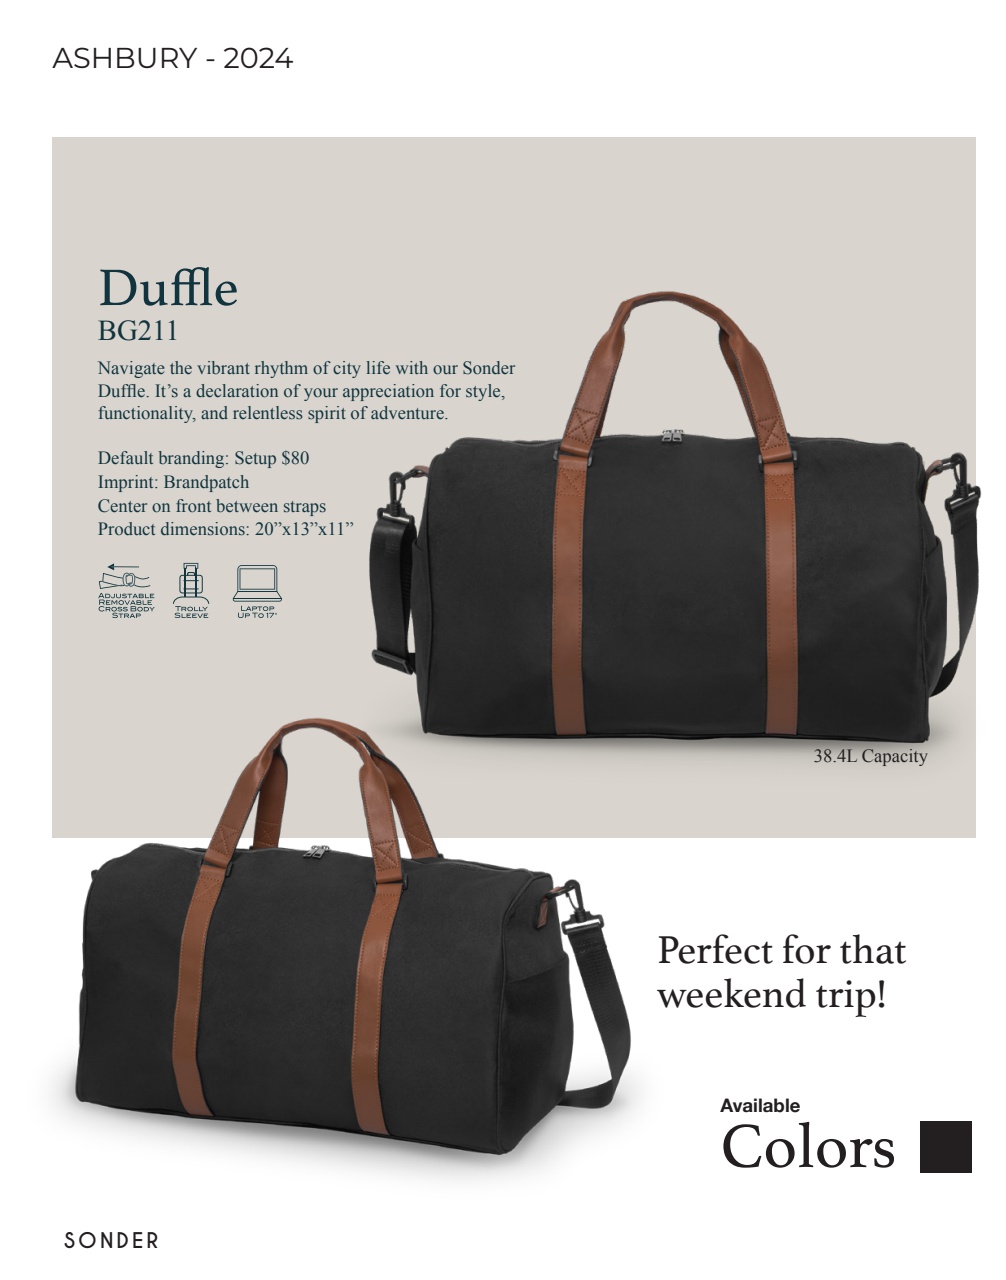 ASHBURY - 2024
Duffle
BG211
Navigate the vibrant rhythm of city life with our Sonder
Duffle. It’s a declaration of your appreciation for style,
functionality, and relentless spirit of adventure.
Default branding: Setup $80
Imprint: Brandpatch
Center on front between straps
Product dimensions: 20”x13”x11”
ADJUSTABLE
REMOVABLE
CROSS BODY
STRAP
TROLLY
SLEEVE
LAPTOP
UP TO 17"
38.4L Capacity
Perfect for that
weekend trip!
Available
Colors
SONDER